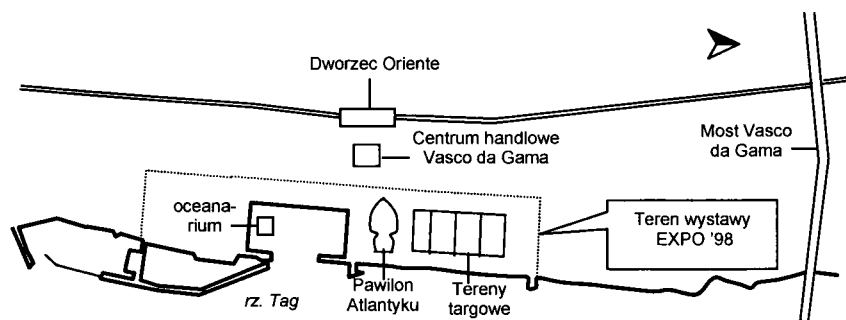 Dworzec Oriente
Centrum handlowe
Vasco da Gama
Most Vasco
da Gama
oceana-
rium
Teren wystawy
EXPO '98
Pawilon
Atlantyku
Tereny
targowe
rz. Tag